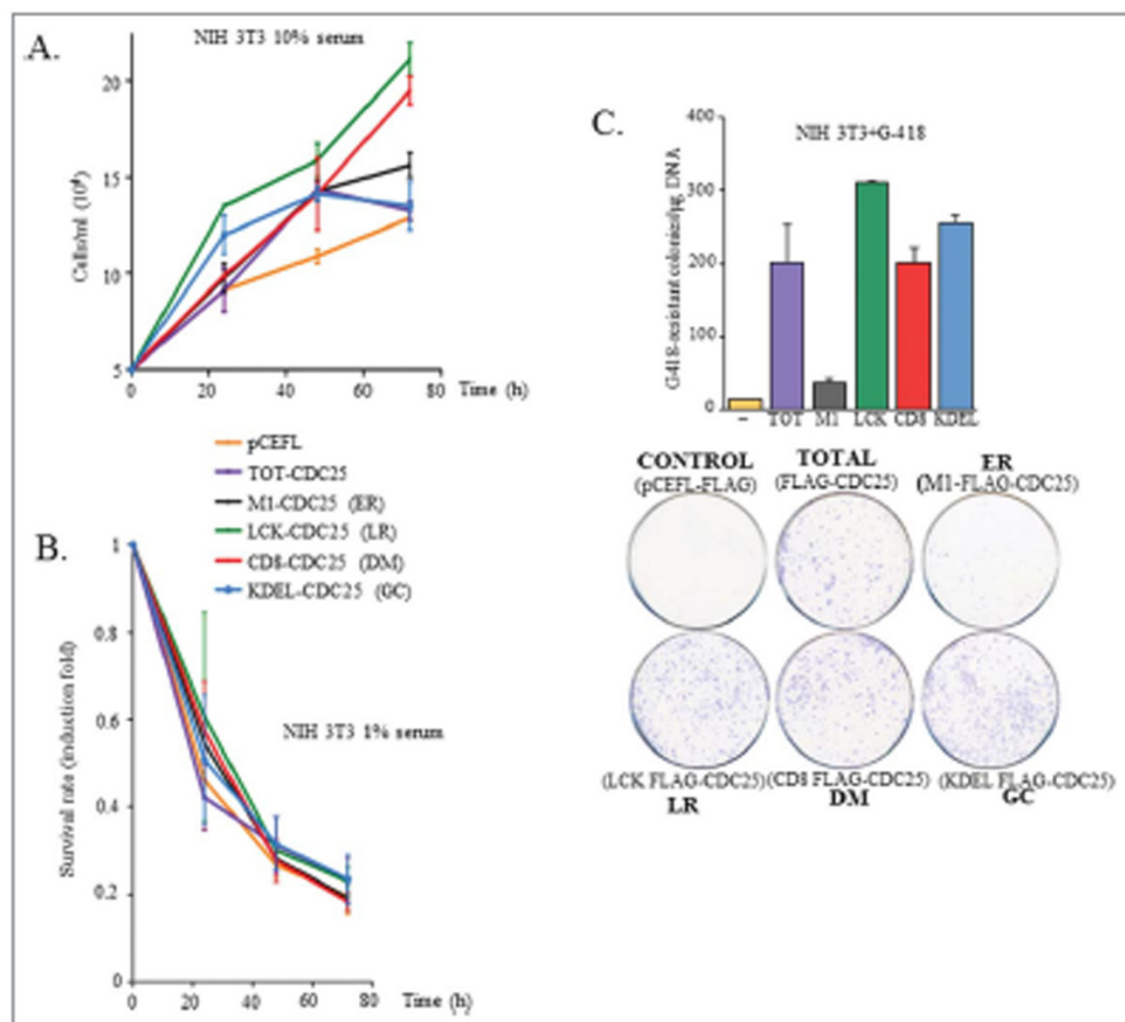 A.
NIH 3T3 10% serum
Cells/ml (10⁴)
20
15
10
5
0
20
40
60
80
Time (h)
pCEFL
TOT-CDC25
M1-CDC25 (ER)
LCK-CDC25 (LR)
CD8-CDC25 (DM)
KDEL-CDC25 (GC)
B.
NIH 3T3 1% serum
Survival rate (induction fold)
1
0.8
0.6
0.4
0.2
0
0
20
40
60
80
Time (h)
C.
NIH 3T3+G-418
G418-resistant colonies/µg DNA
400
300
200
100
0
– TOT M1 LCK CD8 KDEL
CONTROL
(pCEFL-FLAG)
TOTAL
(FLAG-CDC25)
ER
(M1-FLAG-CDC25)
(LCK FLAG-CDC25)
LR
(CD8 FLAG-CDC25)
DM
(KDEL FLAG-CDC25)
GC